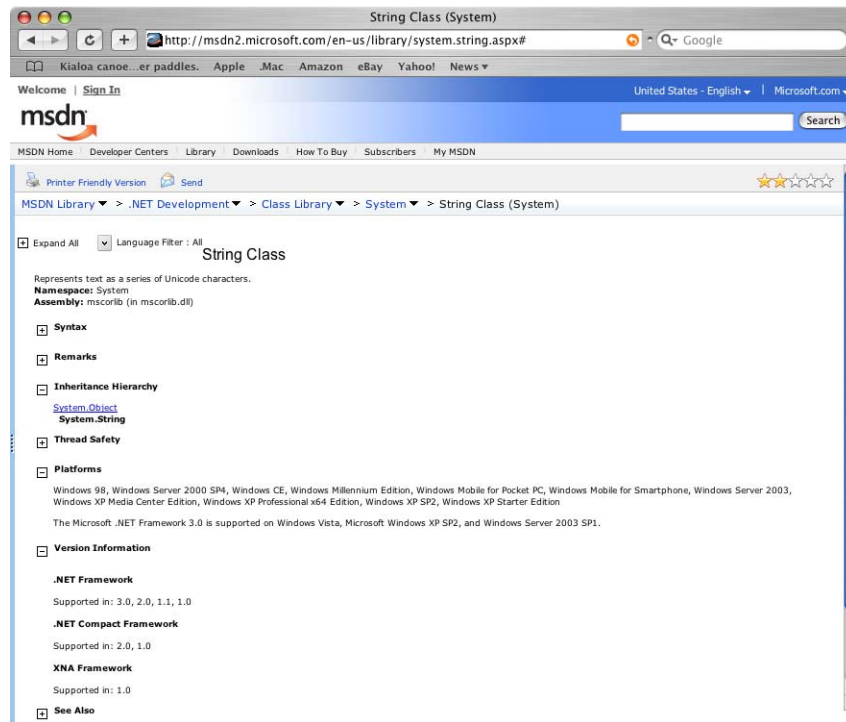 String Class (System)
http://msdn2.microsoft.com/en-us/library/system.string.aspx#
Google
Kialoa canoe...er paddles. Apple .Mac Amazon eBay Yahoo! News ▾
Welcome | Sign In
United States - English | Microsoft.com
msdn
Search
MSDN Home Developer Centers Library Downloads How To Buy Subscribers My MSDN
Printer Friendly Version Send
MSDN Library ▼ > .NET Development ▼ > Class Library ▼ > System ▼ > String Class (System)
Expand All Language Filter : All
String Class
Represents text as a series of Unicode characters.
Namespace: System
Assembly: mscorlib (in mscorlib.dll)
Syntax
Remarks
Inheritance Hierarchy
System.Object
System.String
Thread Safety
Platforms
Windows 98, Windows Server 2000 SP4, Windows CE, Windows Millennium Edition, Windows Mobile for Pocket PC, Windows Mobile for Smartphone, Windows Server 2003,
Windows XP Media Center Edition, Windows XP Professional x64 Edition, Windows XP SP2, Windows XP Starter Edition
The Microsoft .NET Framework 3.0 is supported on Windows Vista, Microsoft Windows XP SP2, and Windows Server 2003 SP1.
Version Information
.NET Framework
Supported in: 3.0, 2.0, 1.1, 1.0
.NET Compact Framework
Supported in: 2.0, 1.0
XNA Framework
Supported in: 1.0
See Also